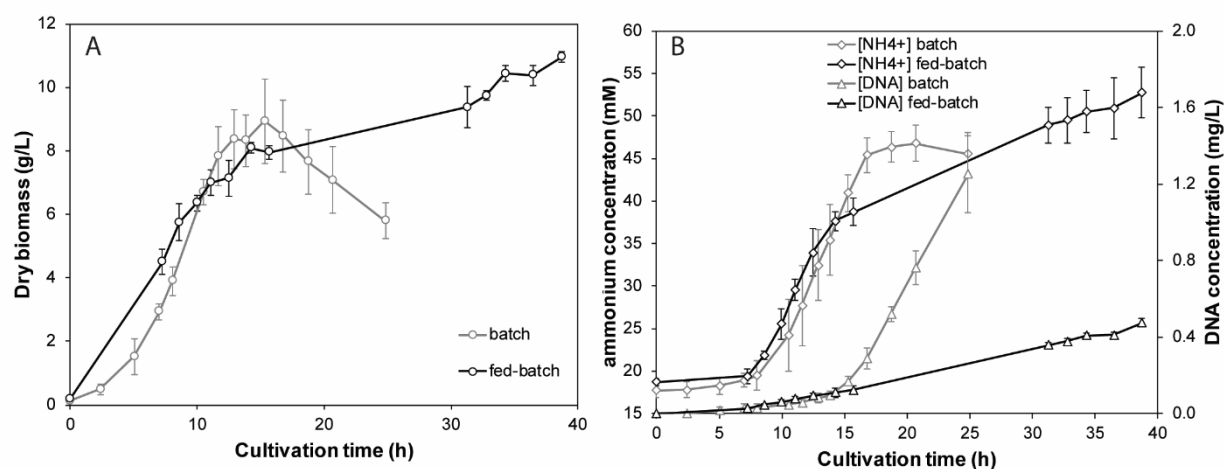 A
Dry biomass (g/L)
12
10
8
6
4
2
0
0
10
20
30
40
Cultivation time (h)
batch
fed-batch
B
ammonium concentraton (mM)
60
55
50
45
40
35
30
25
20
15
0
5
10
15
20
25
30
35
40
Cultivation time (h)
[NH4+] batch
[NH4+] fed-batch
[DNA] batch
[DNA] fed-batch
2.0
1.6
1.2
0.8
0.4
0.0
DNA concentration (mg/L)